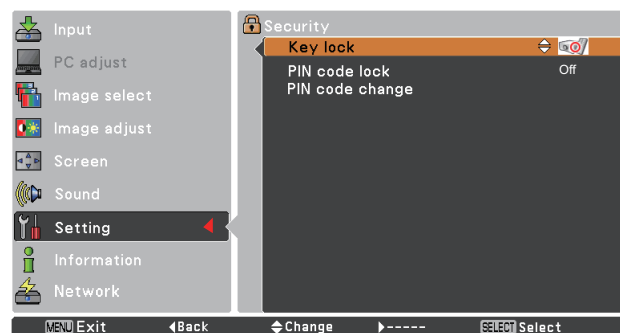 Input
PC adjust
Image select
Image adjust
Screen
Sound
Setting
Information
Network
Security
Key lock
PIN code lock Off
PIN code change
MENU Exit Back Change ----- SELECT Select